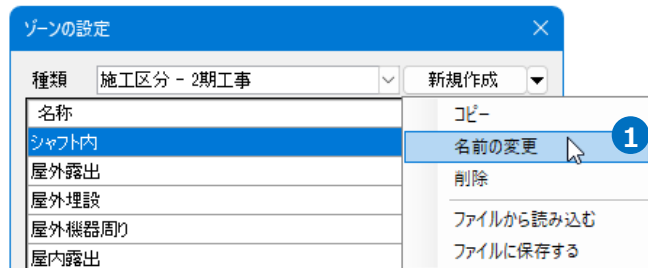 ゾーンの設定
種類 施工区分 - 2期工事 新規作成
名称
シャフト内
屋外露出
屋外埋設
屋外機器周り
屋内露出
コピー
名前の変更 1
削除
ファイルから読み込む
ファイルに保存する